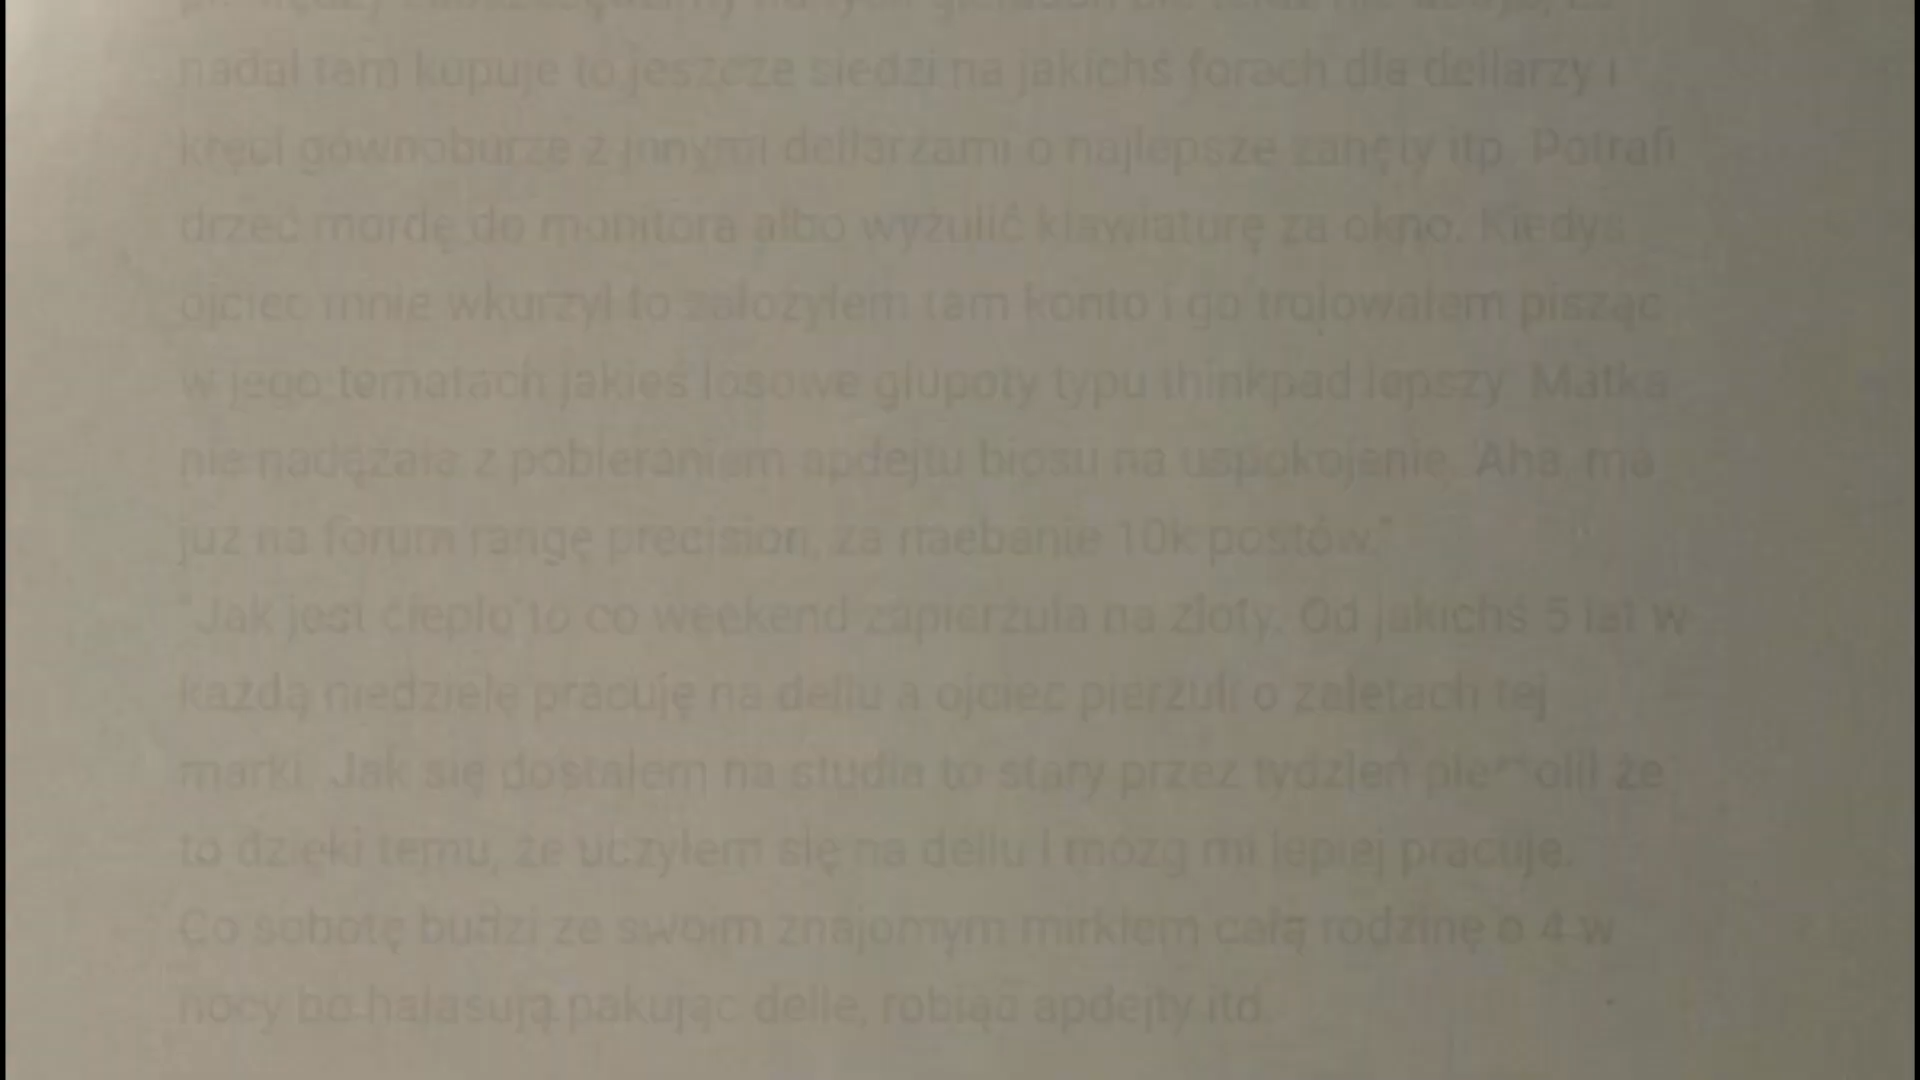 nadal tam kupuje to jeszcze siedzi na jakichś forach dla dellarzy i
kręci gównoburze z innymi dellarzami o najlepsze zanęty itp. Potrafi
drzeć mordę do monitora albo wyżulić klawiaturę za okno. Kiedyś
ojciec mnie wkurzył to założyłem tam konto i go trolowałem pisząc
w jego tematach jakieś losowe głupoty typu thinkpad lepszy. Matka
nie nadążała z pobieraniem apdejtu biosu na uspokojenie. Aha, ma
już na forum rangę precision, za naebanie 10k postów."
"Jak jest ciepło to co weekend zapierżula na zloty. Od jakichś 5 lat w
każdą niedzielę pracuję na dellu a ojciec pierżuli o zaletach tej
marki. Jak się dostałem na studia to stary przez tydzień pie**olił że
to dzięki temu, że uczyłem się na dellu i mózg mi lepiej pracuje.
Co sobotę budzi ze swoim znajomym mirkiem całą rodzinę o 4 w
nocy bo hałasują pakując delle, robiąc apdejty itd.